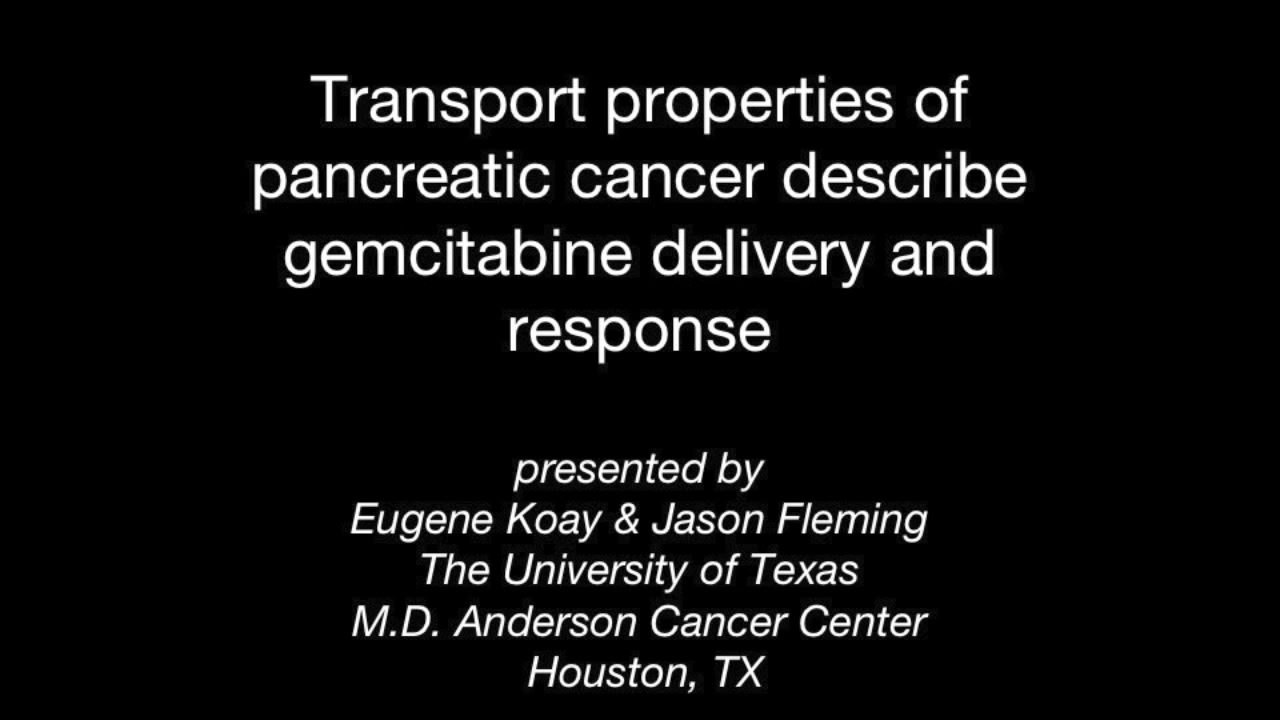 Transport properties of
pancreatic cancer describe
gemcitabine delivery and
response
presented by
Eugene Koay & Jason Fleming
The University of Texas
M.D. Anderson Cancer Center
Houston, TX